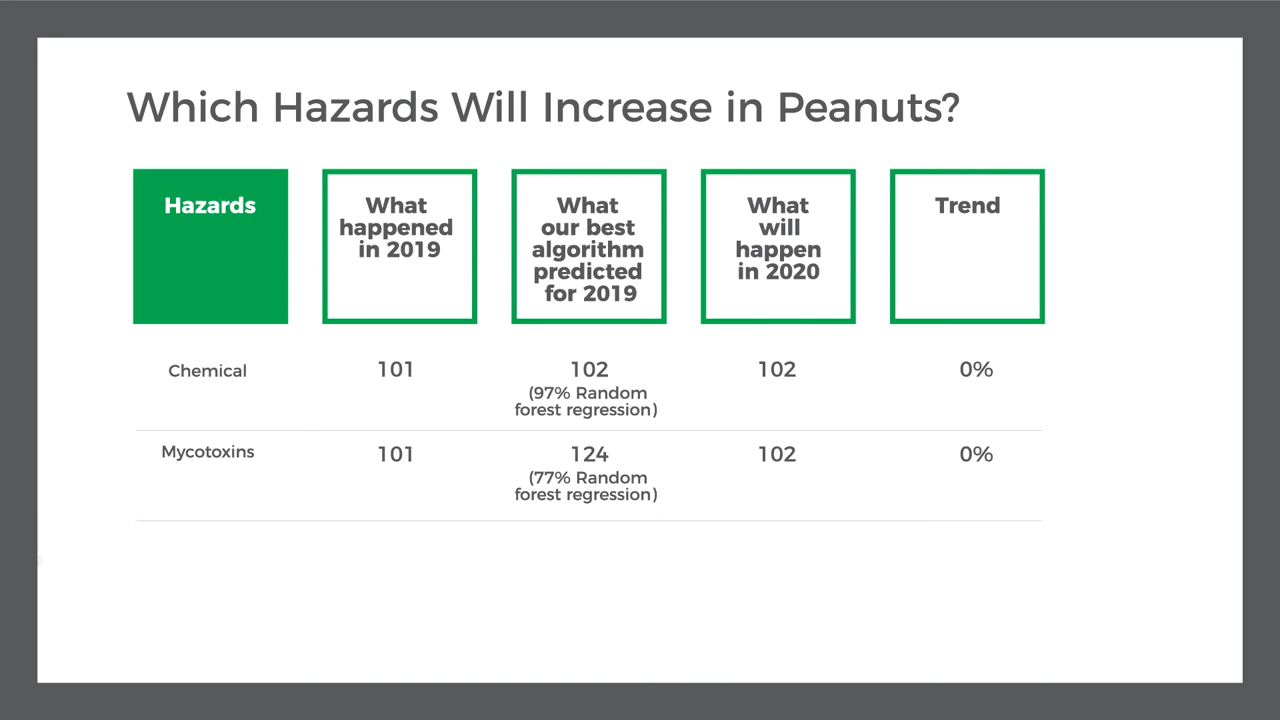 Which Hazards Will Increase in Peanuts?
Hazards
What
happened
in 2019
What
our best
algorithm
predicted
for 2019
What
will
happen
in 2020
Trend
Chemical
101
102
(97% Random
forest regression)
102
0%
Mycotoxins
101
124
(77% Random
forest regression)
102
0%